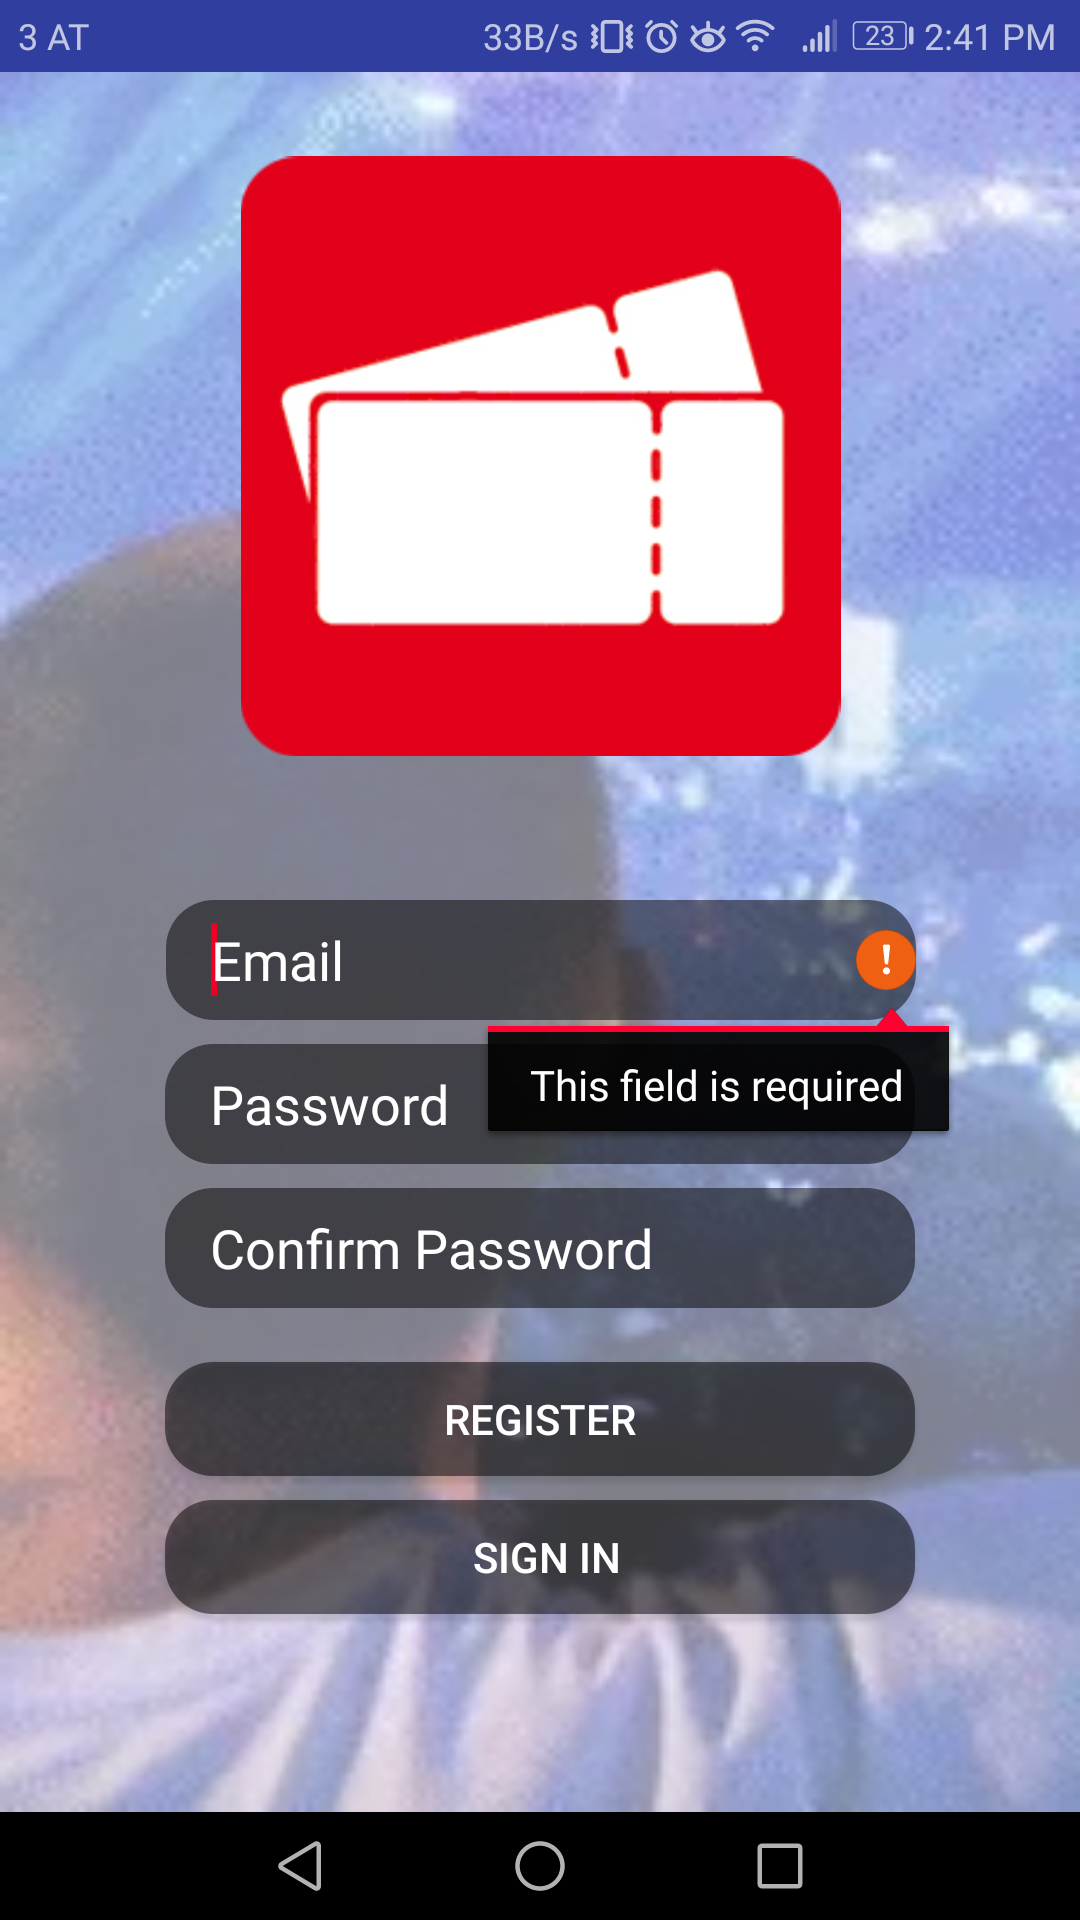 3 AT 33B/s 23 2:41 PM
Email
!
This field is required
Password
Confirm Password
REGISTER
SIGN IN